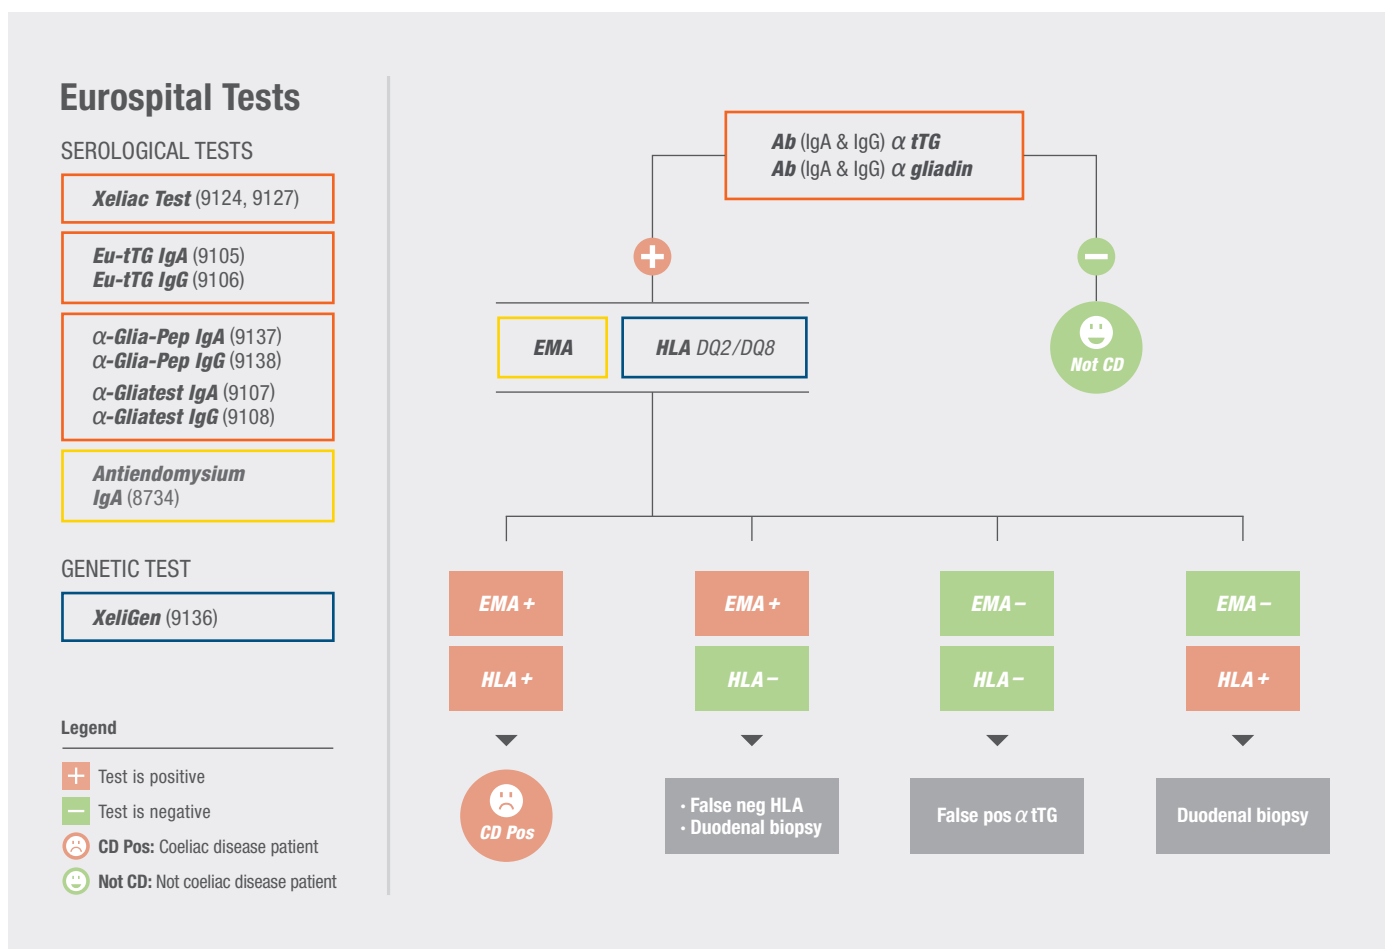 Eurospital Tests
SEROLOGICAL TESTS
Xeliac Test (9124, 9127)
Eu-tTG IgA (9105)
Eu-tTG IgG (9106)
α-Glia-Pep IgA (9137)
α-Glia-Pep IgG (9138)
α-Gliatest IgA (9107)
α-Gliatest IgG (9108)
Antiendomysium
IgA (8734)
GENETIC TEST
XeliGen (9136)
Legend
+ Test is positive
− Test is negative
CD Pos: Coeliac disease patient
Not CD: Not coeliac disease patient
Ab (IgA & IgG) α tTG
Ab (IgA & IgG) α gliadin
+
−
Not CD
EMA
HLA DQ2/DQ8
EMA +
HLA +
CD Pos
EMA +
HLA −
· False neg HLA
· Duodenal biopsy
EMA −
HLA −
False pos α tTG
EMA −
HLA +
Duodenal biopsy